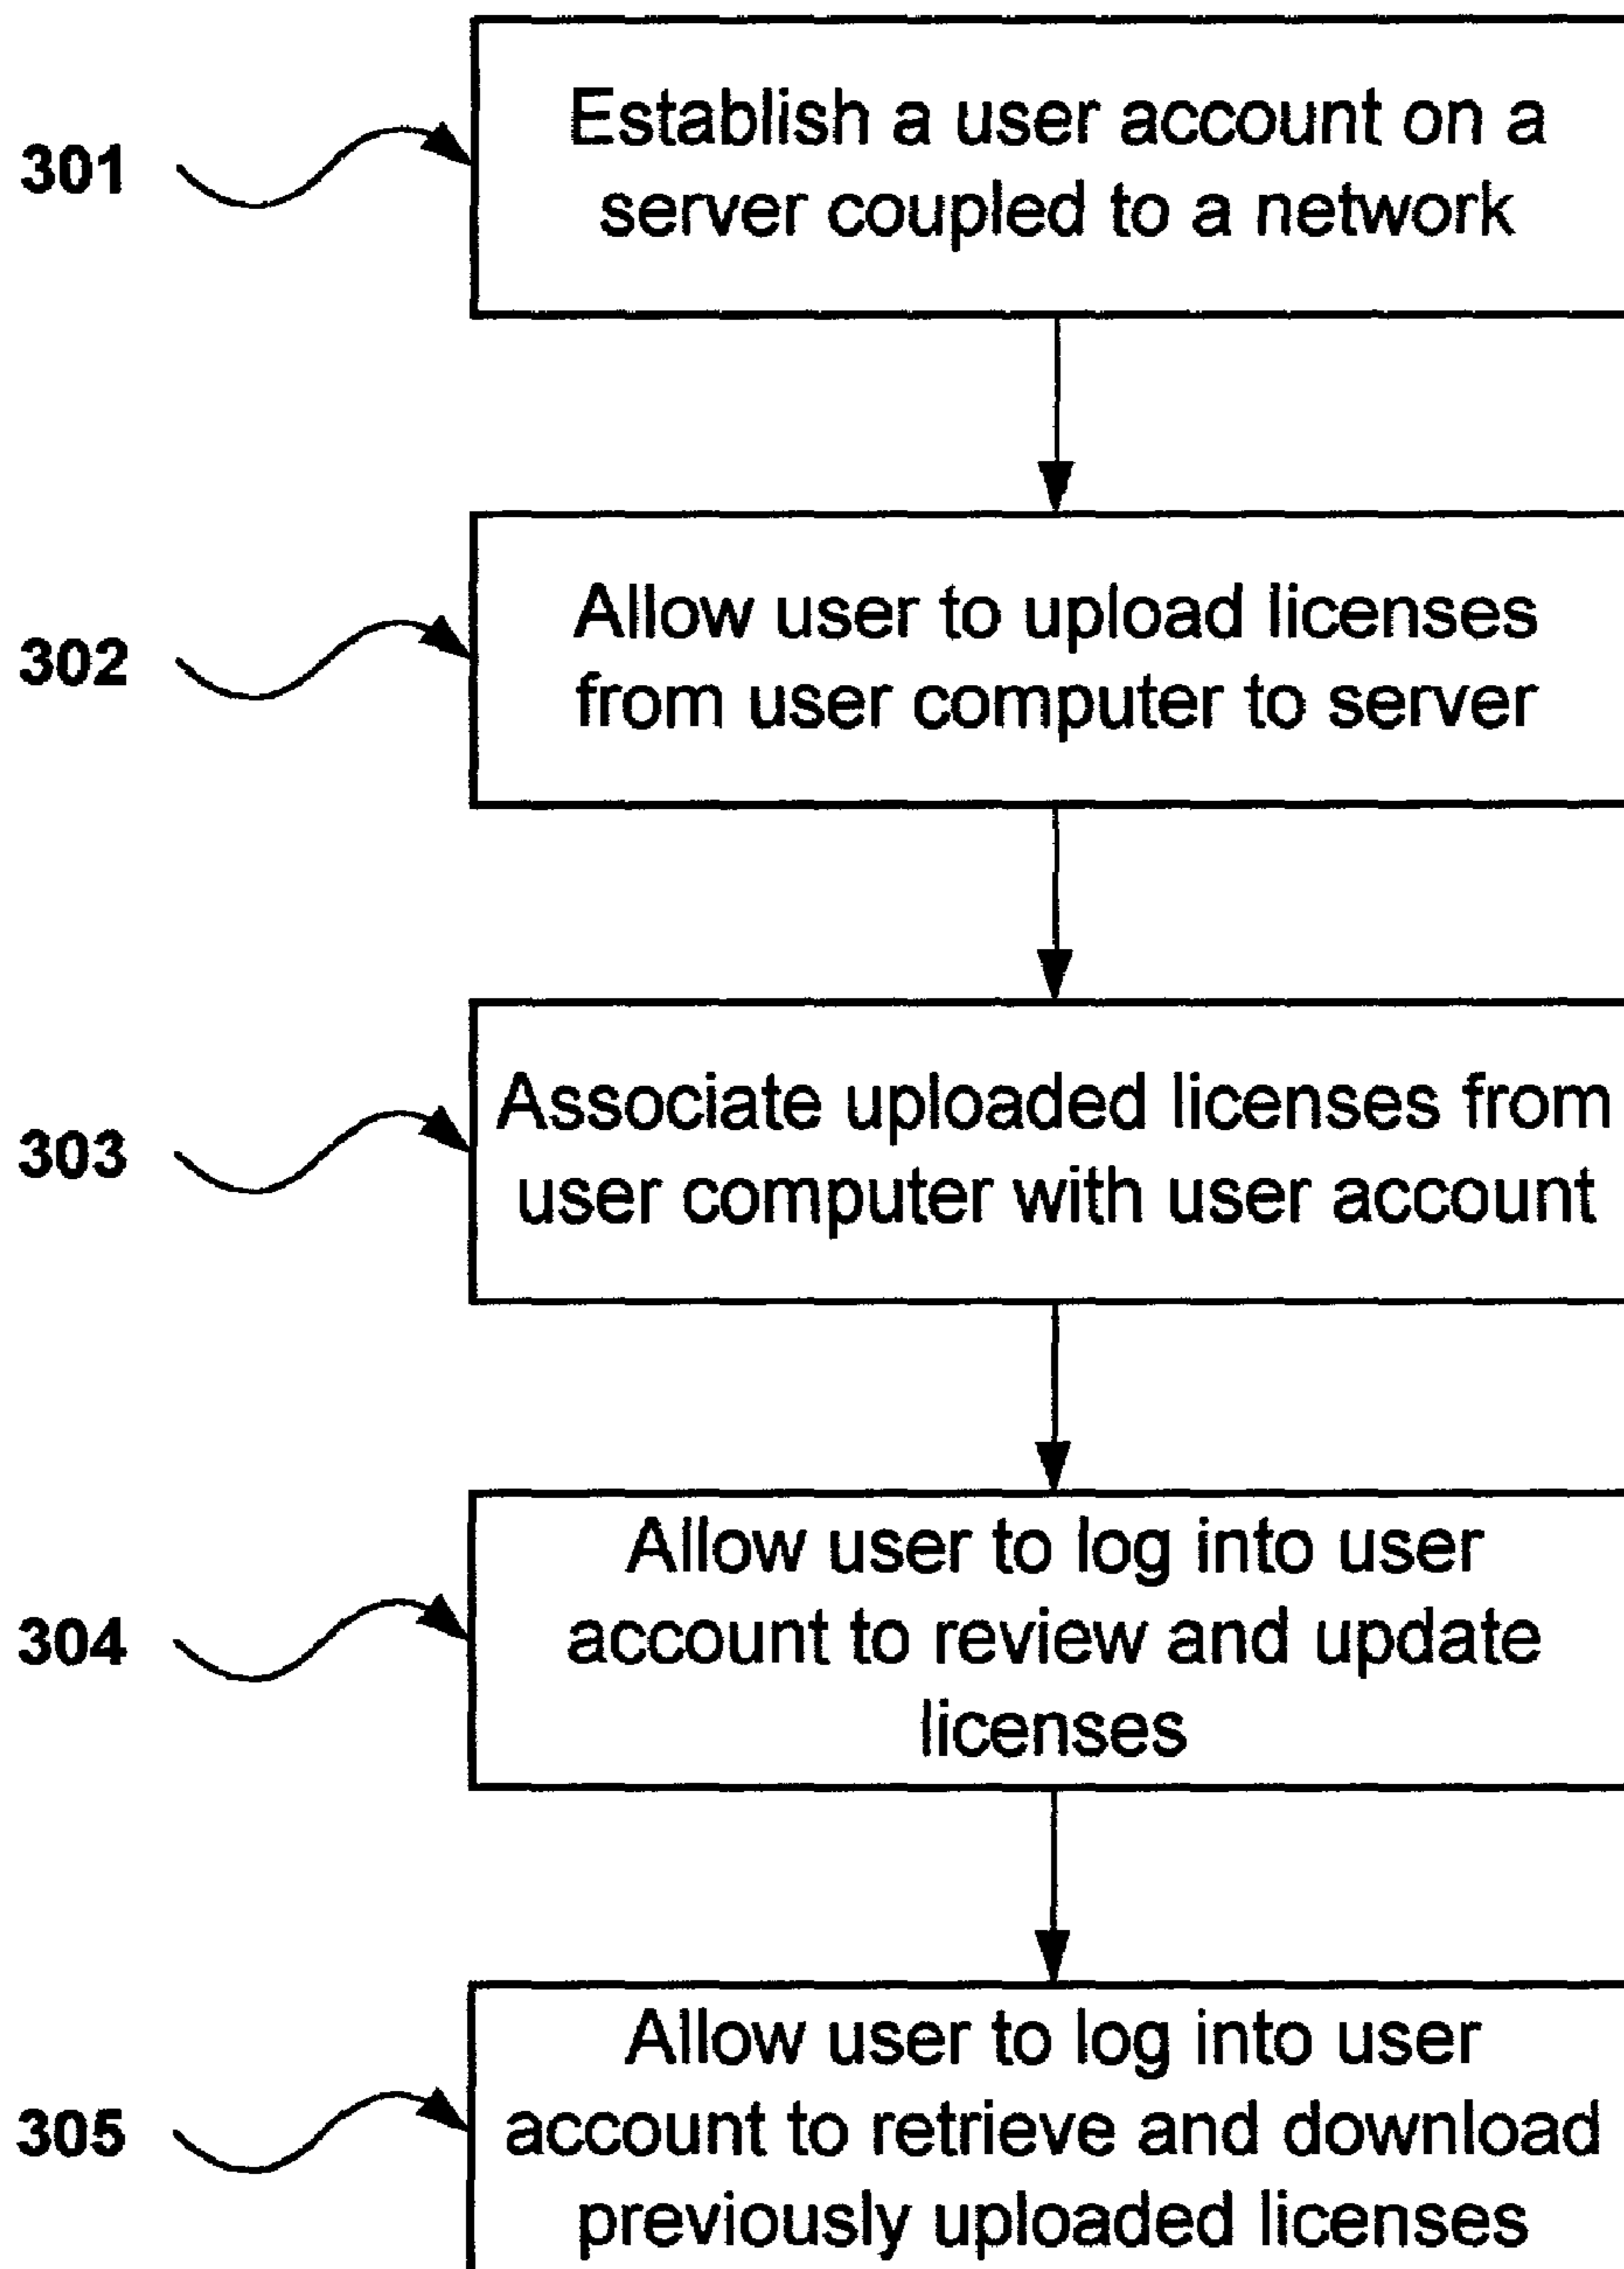 301
Establish a user account on a
server coupled to a network
302
Allow user to upload licenses
from user computer to server
303
Associate uploaded licenses from
user computer with user account
304
Allow user to log into user
account to review and update
licenses
305
Allow user to log into user
account to retrieve and download
previously uploaded licenses